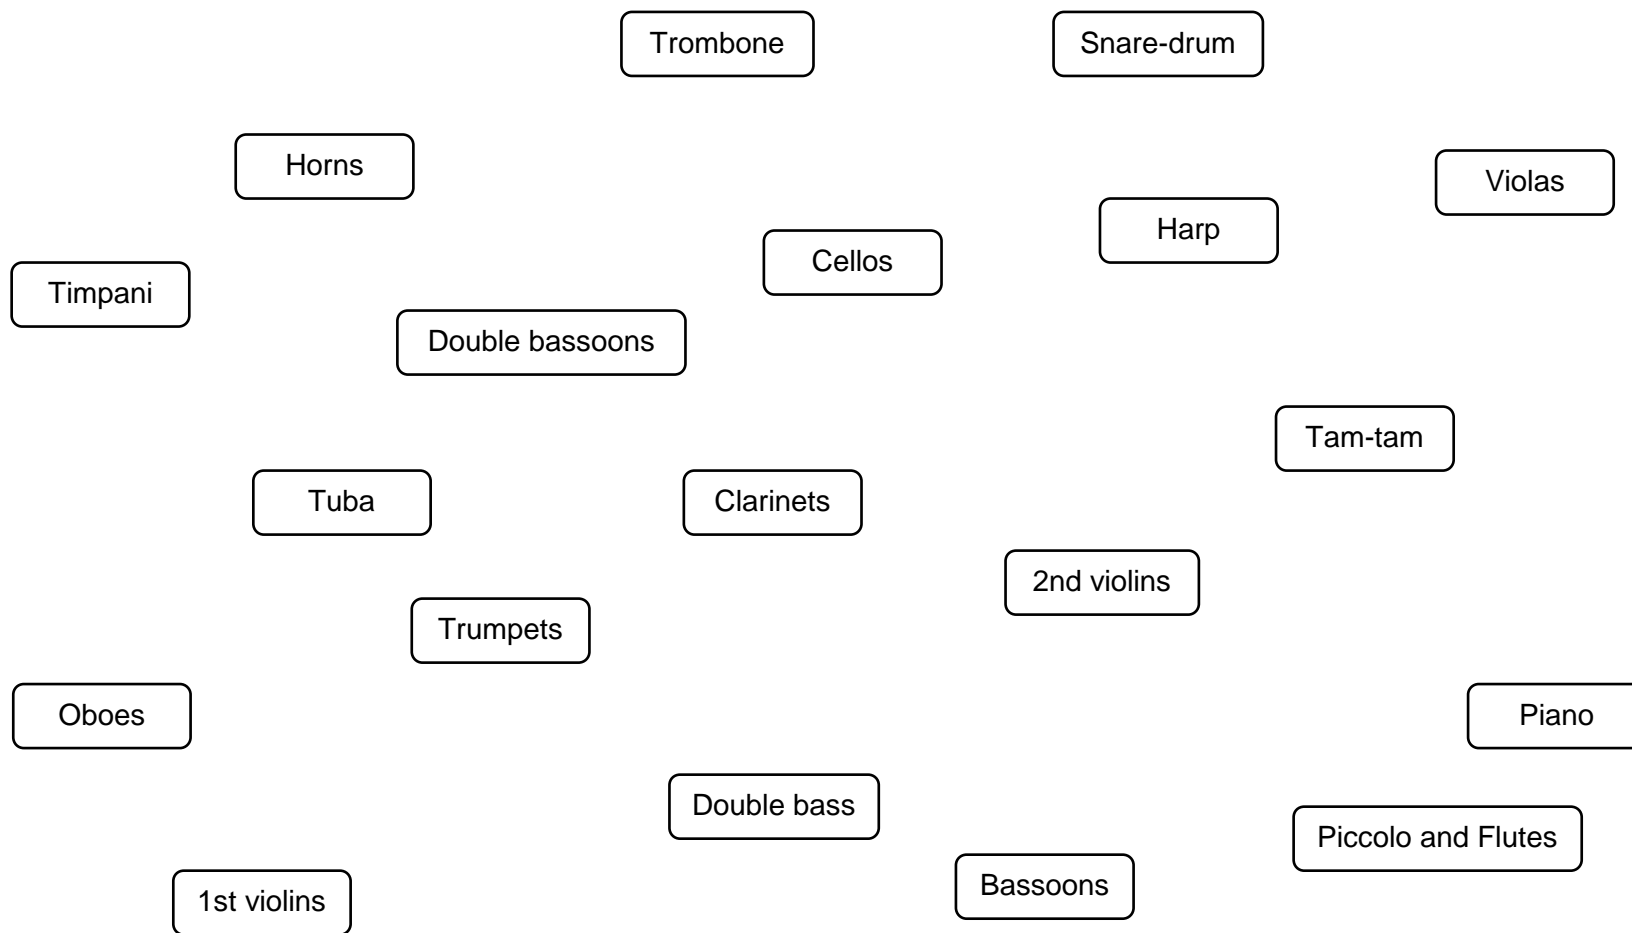 Trombone
Snare-drum
Horns
Violas
Harp
Cellos
Timpani
Double bassoons
Tam-tam
Tuba
Clarinets
2nd violins
Trumpets
Oboes
Piano
Double bass
Piccolo and Flutes
Bassoons
1st violins